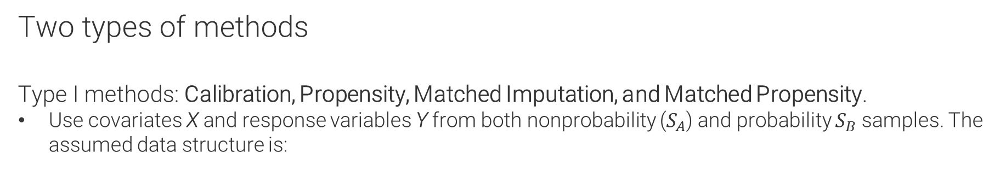 Two types of methods
Type I methods: Calibration, Propensity, Matched Imputation, and Matched Propensity.
• Use covariates X and response variables Y from both nonprobability (S_A) and probability S_B samples. The
assumed data structure is: